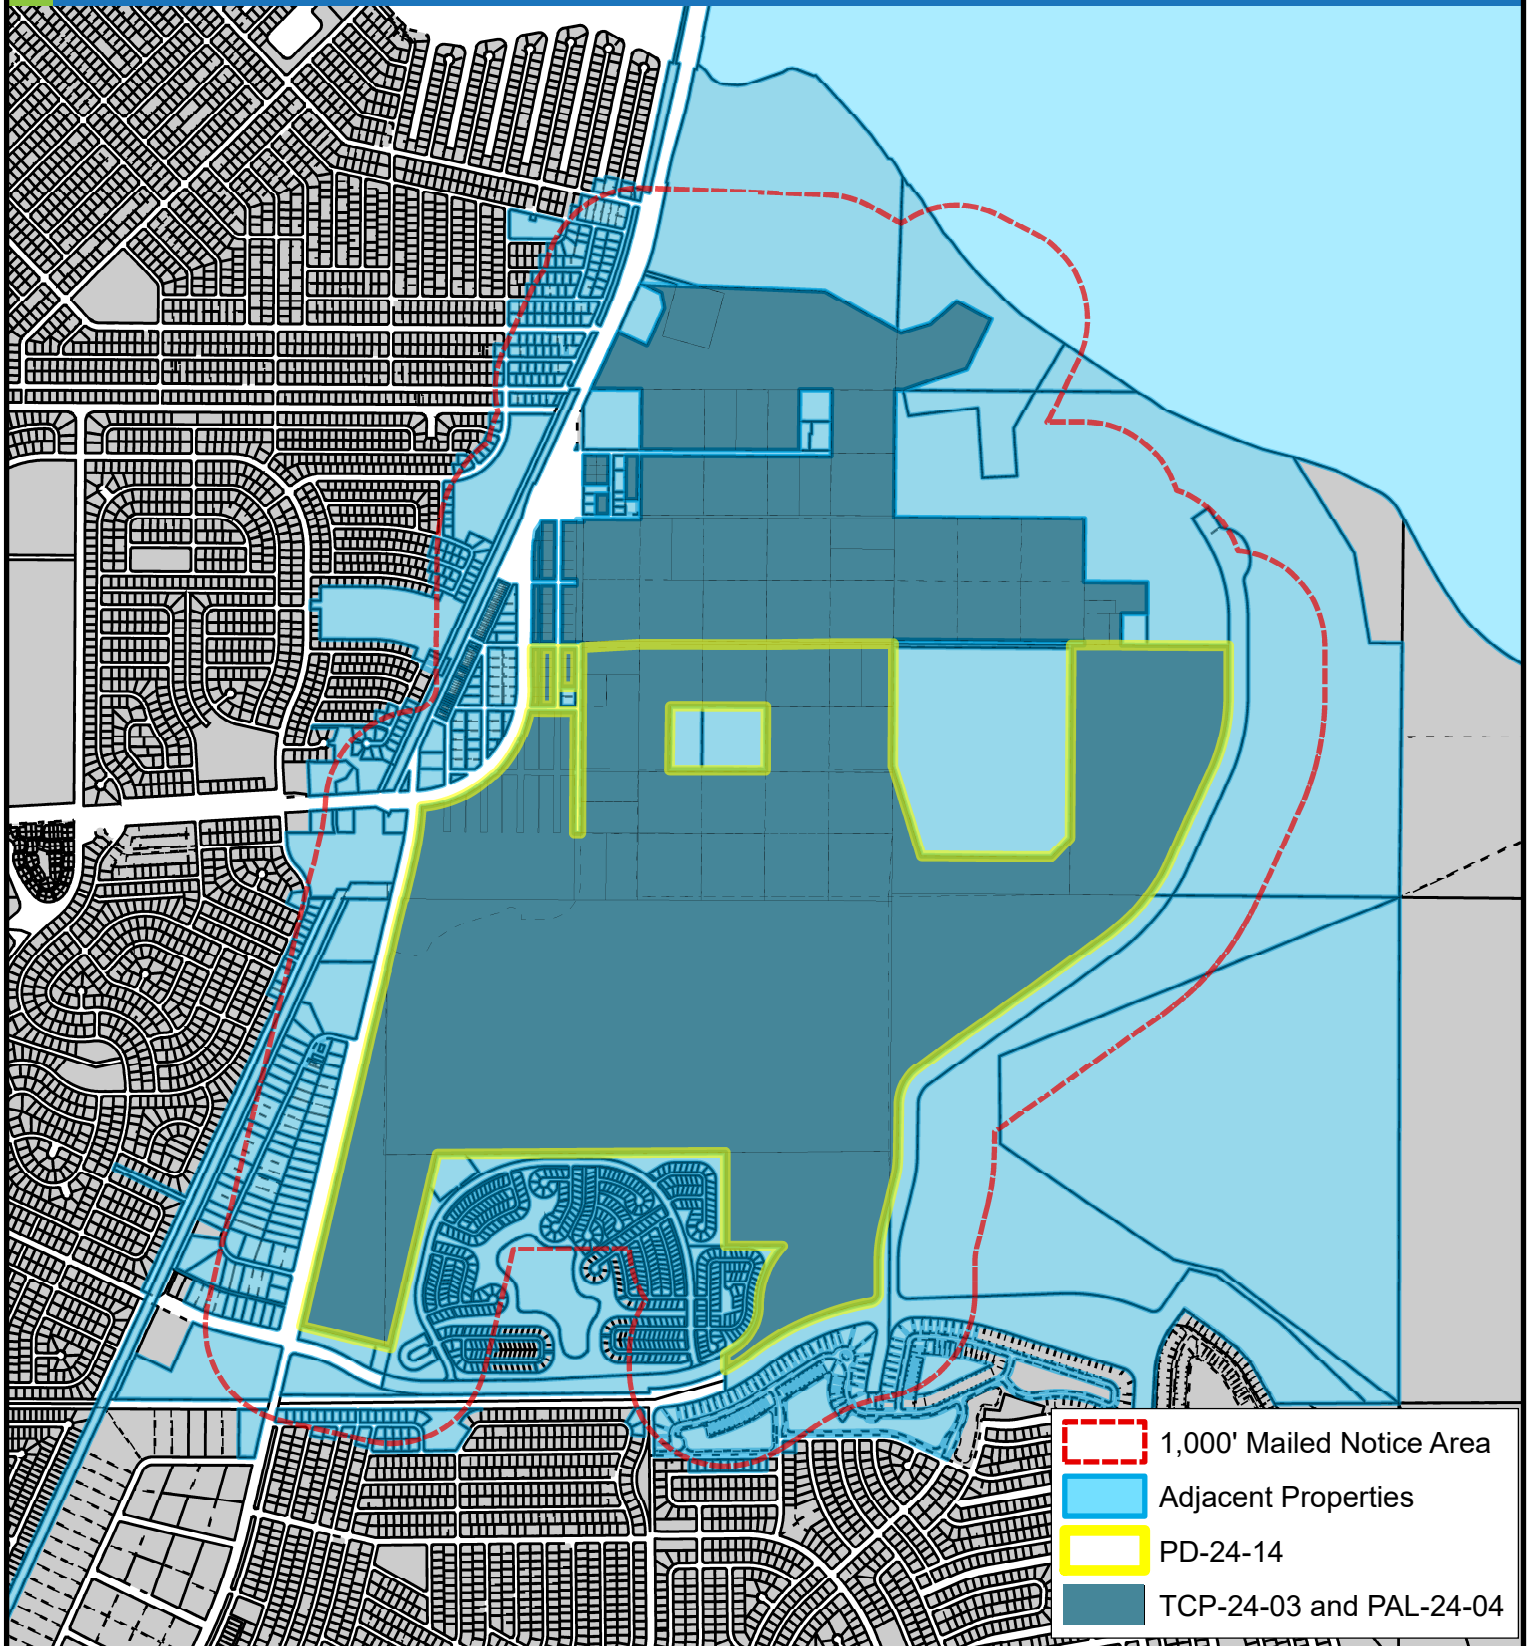 1,000' Mailed Notice Area
Adjacent Properties
PD-24-14
TCP-24-03 and PAL-24-04